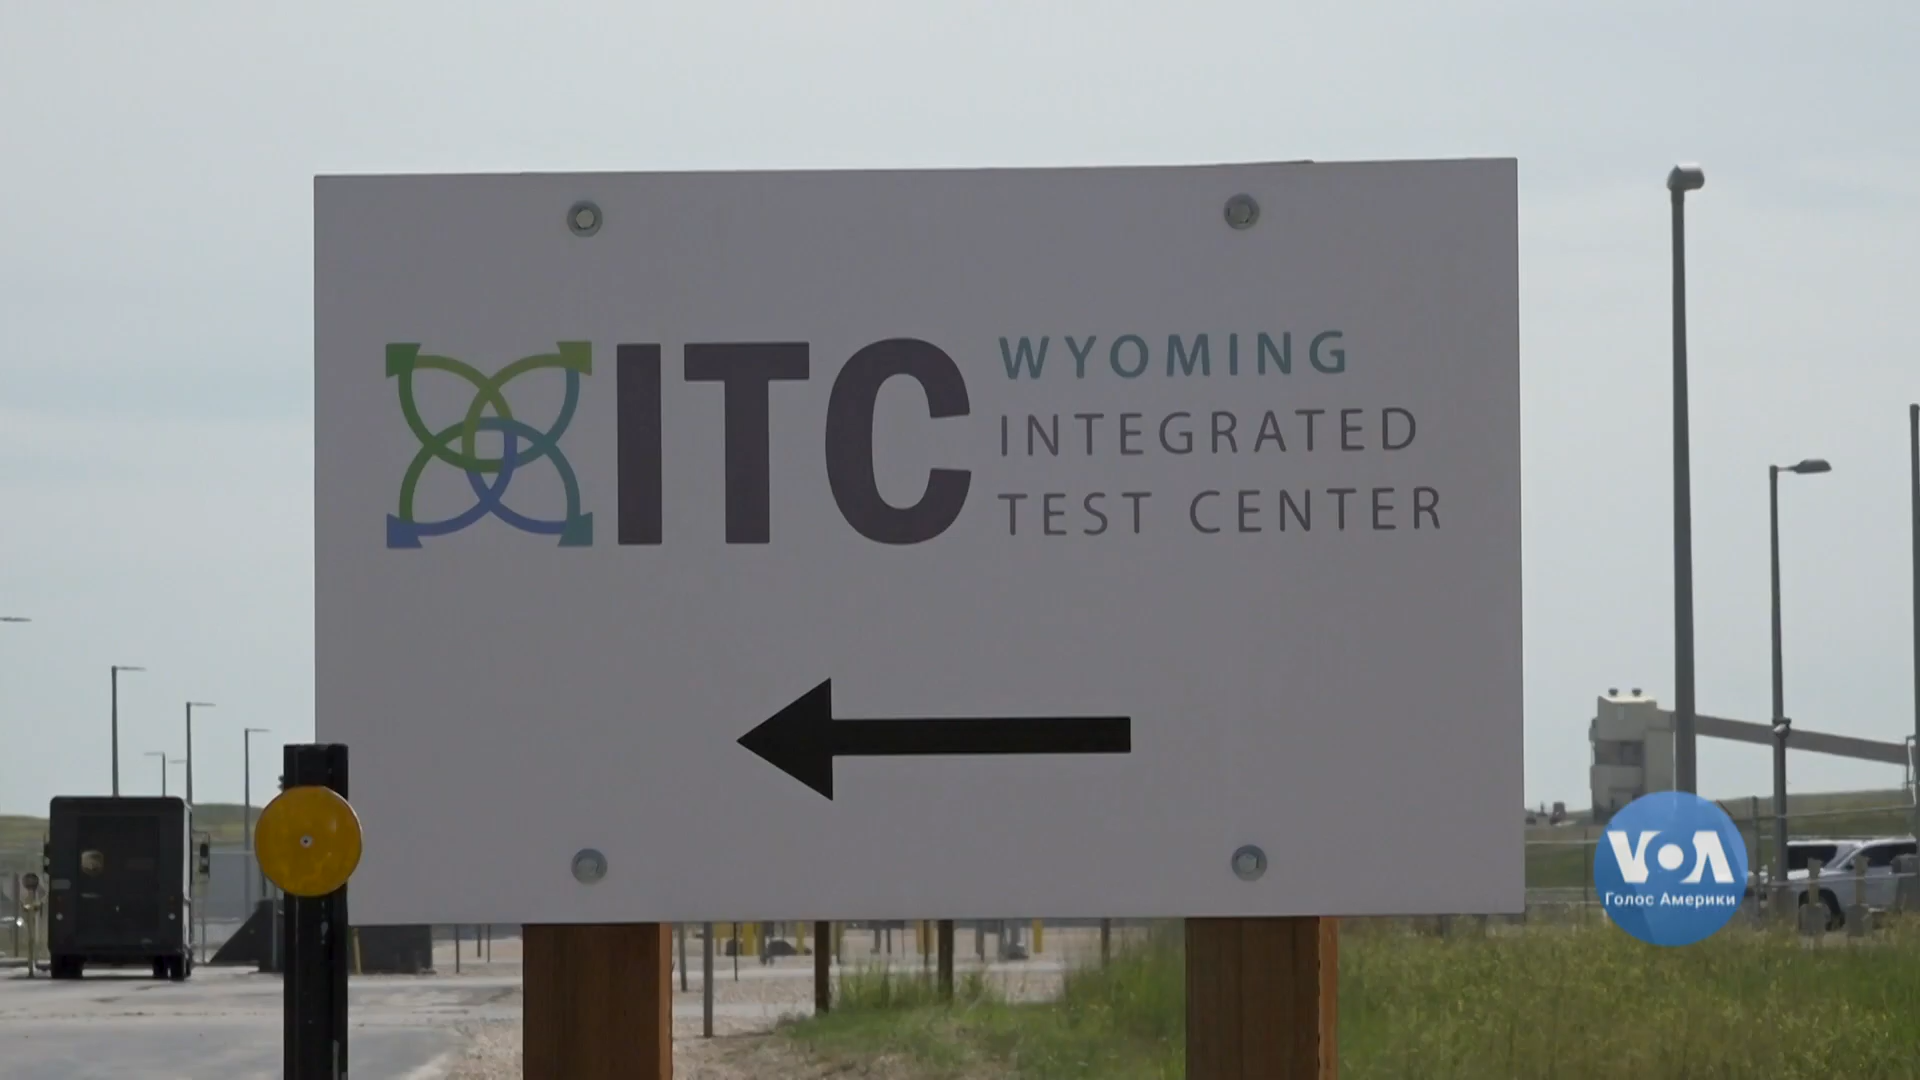 ITC
WYOMING
INTEGRATED
TEST CENTER
VOA
Голос Америки